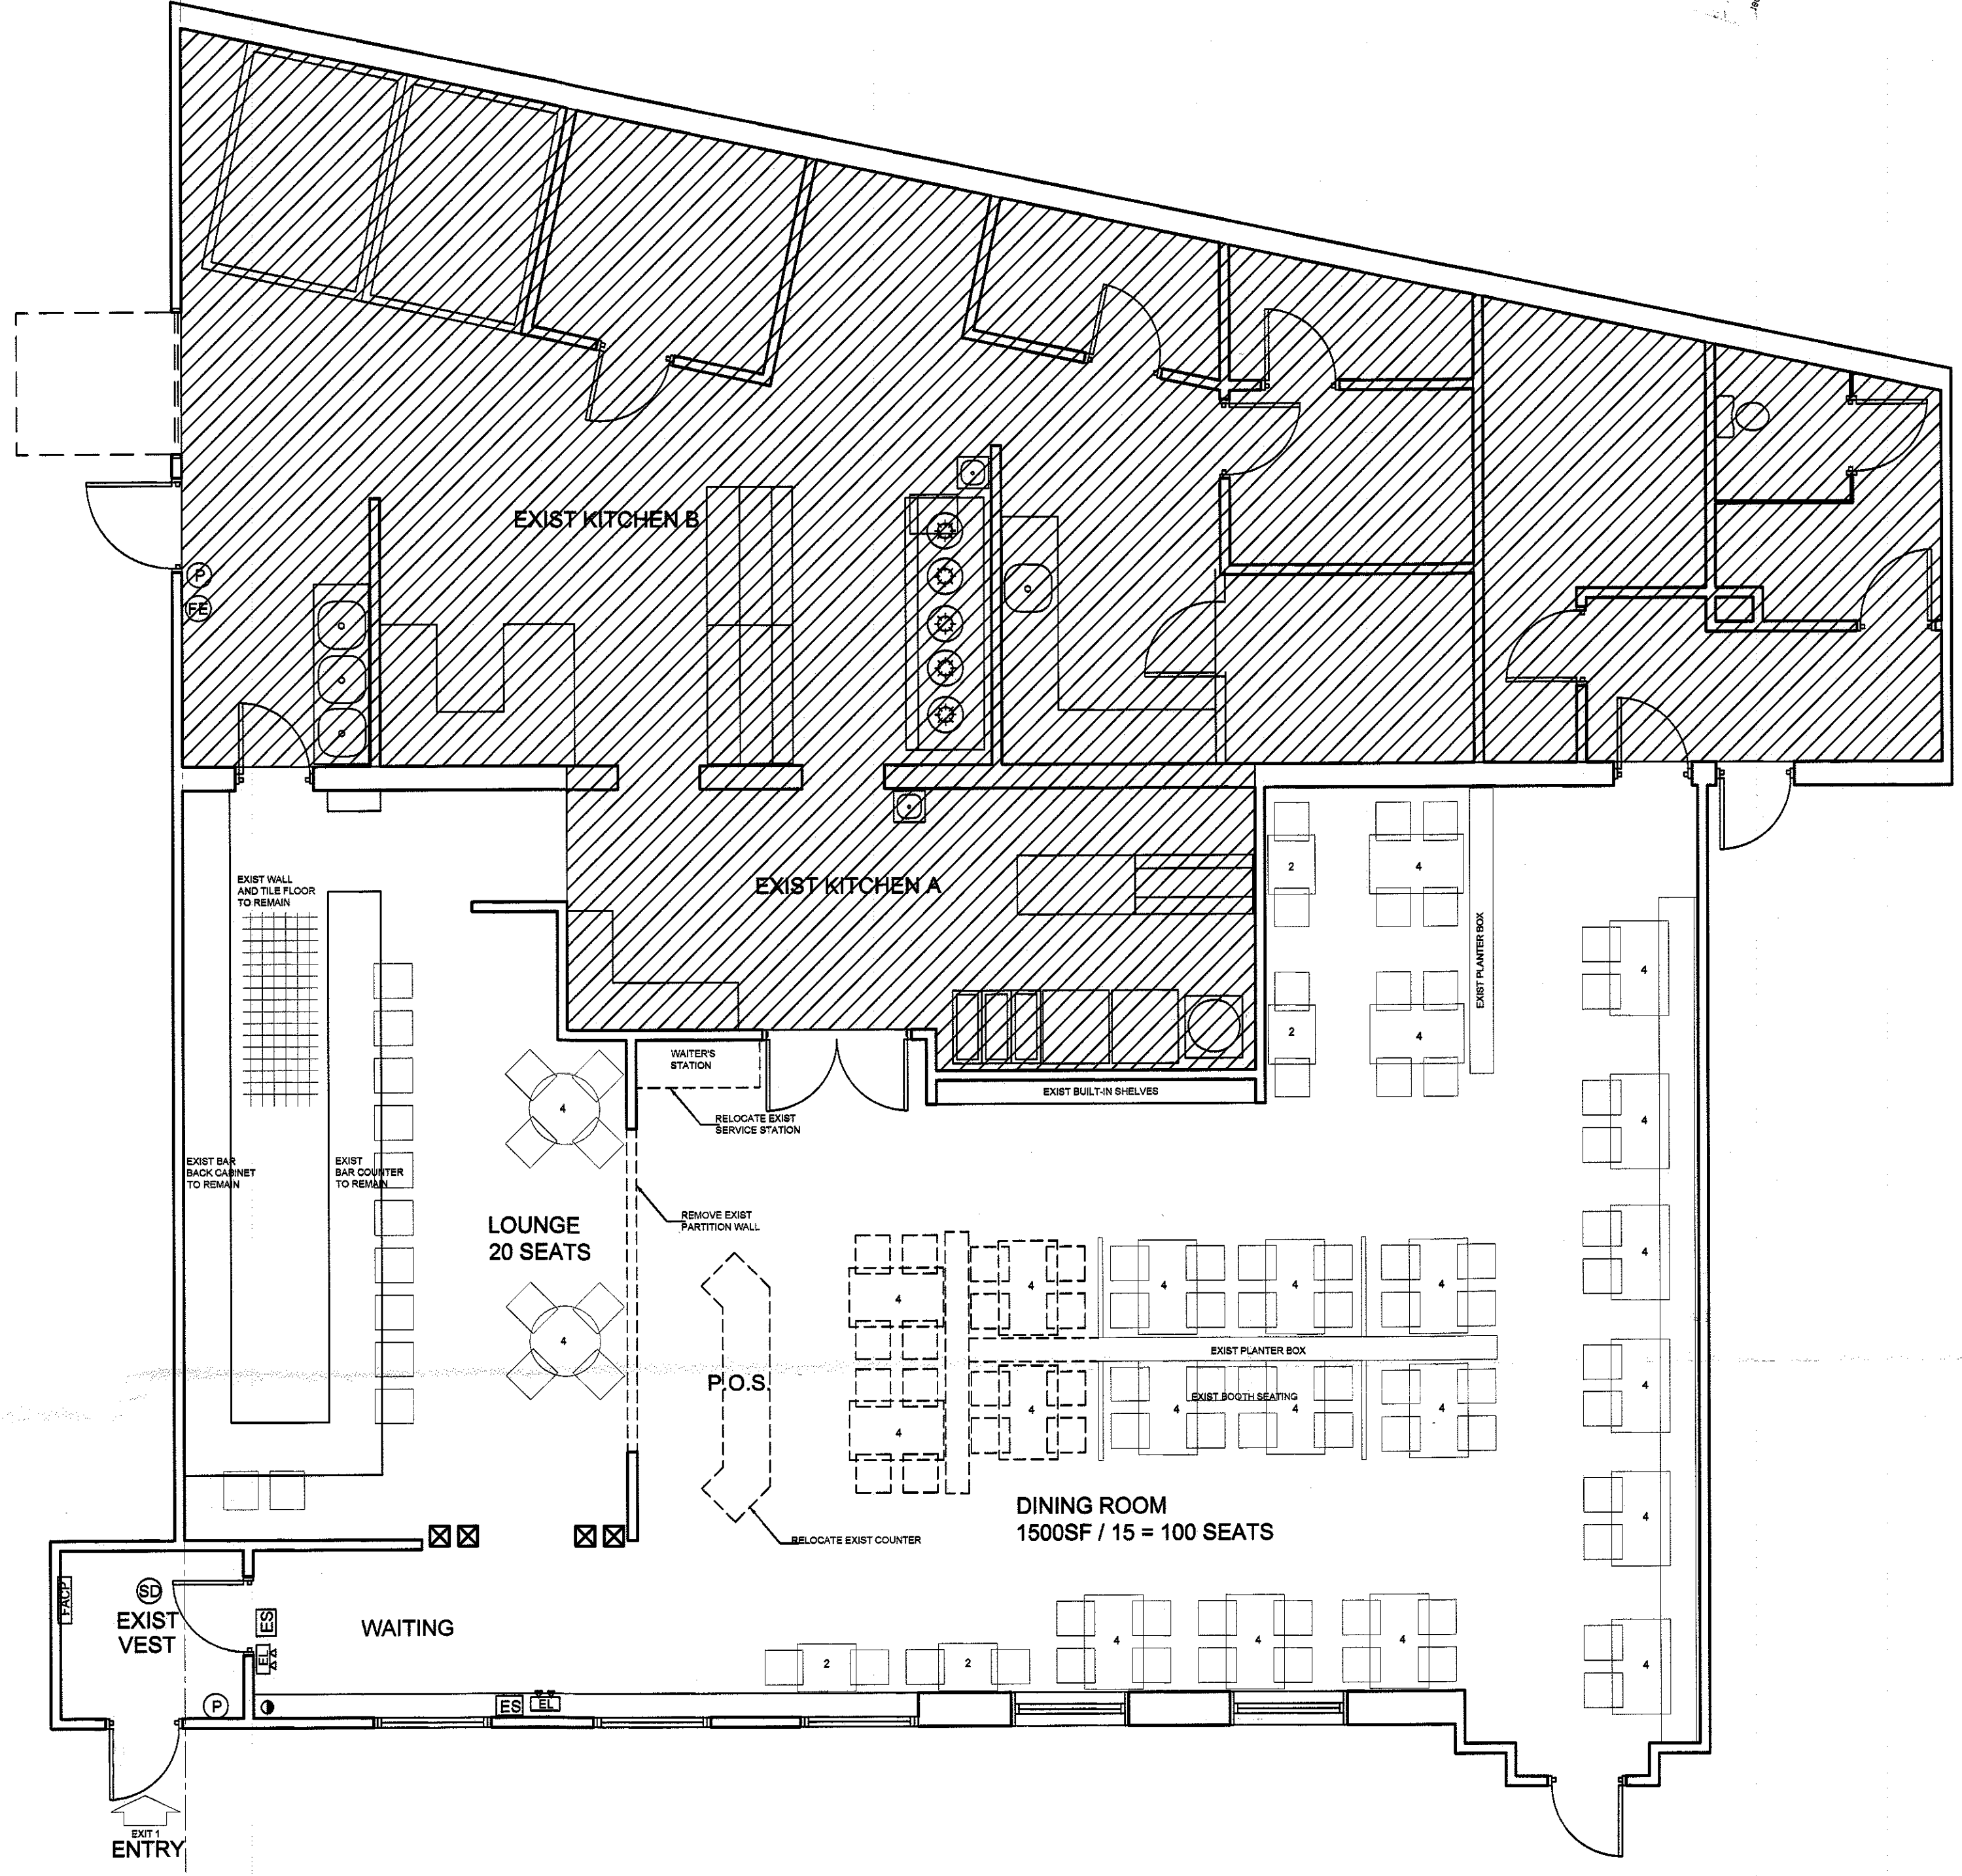 EXIST KITCHEN B
P
FE
EXIST WALL
AND TILE FLOOR
TO REMAIN
EXIST KITCHEN A
2
4
EXIST PLANTER BOX
4
2
4
WAITER'S
STATION
EXIST BUILT-IN SHELVES
4
RELOCATE EXIST
SERVICE STATION
4
EXIST BAR
BACK CABINET
TO REMAIN
EXIST
BAR COUNTER
TO REMAIN
REMOVE EXIST
PARTITION WALL
LOUNGE
20 SEATS
4
4
4
4
4
4
4
EXIST PLANTER BOX
P.O.S.
4
EXIST BOOTH SEATING
4
4
4
4
4
DINING ROOM
1500SF / 15 = 100 SEATS
4
RELOCATE EXIST COUNTER
FACP
SD
EXIST
VEST
ES
EL
WAITING
2
2
4
4
4
4
P
ES
EL
EXIT 1
ENTRY